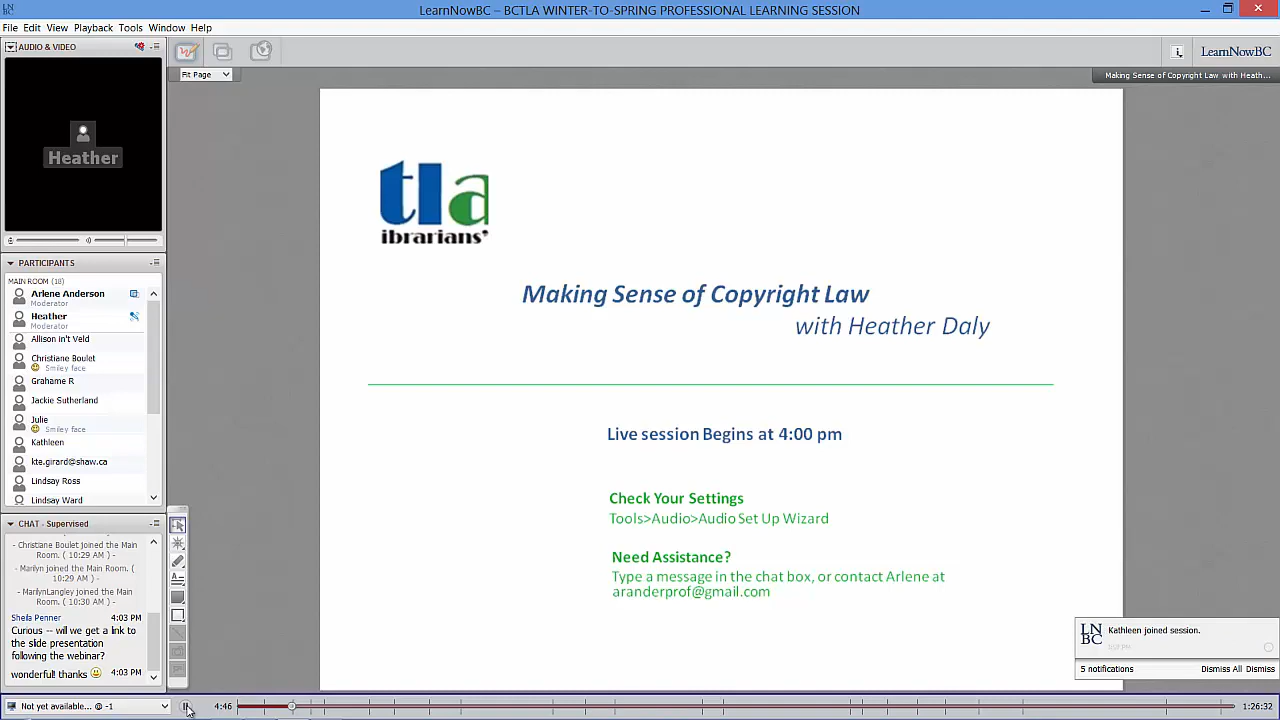 LN
BC
LearnNowBC – BCTLA WINTER-TO-SPRING PROFESSIONAL LEARNING SESSION
File Edit View Playback Tools Window Help
AUDIO & VIDEO
LearnNowBC
Fit Page
Making Sense of Copyright Law with Heath...
Heather
PARTICIPANTS
MAIN ROOM (18)
Arlene Anderson
Moderator
Heather
Moderator
Allison in't Veld
Christiane Boulet
Smiley face
Grahame R
Jackie Sutherland
Julie
Smiley face
Kathleen
kte.girard@shaw.ca
Lindsay Ross
Lindsay Ward
CHAT - Supervised
- Christiane Boulet joined the Main
Room. ( 10:29 AM ) -
- Marilyn joined the Main Room. (
10:29 AM ) -
- MarilynLangley joined the Main
Room. ( 10:30 AM ) -
Sheila Penner 4:03 PM
Curious -- will we get a link to
the slide presentation
following the webinar?
wonderful! thanks 4:03 PM
tla
ibrarians'
Making Sense of Copyright Law
with Heather Daly
Live session Begins at 4:00 pm
Check Your Settings
Tools>Audio>Audio Set Up Wizard
Need Assistance?
Type a message in the chat box, or contact Arlene at
aranderprof@gmail.com
LN
BC
Kathleen joined session.
5 notifications Dismiss All Dismiss
Not yet available... @ -1
4:46
1:26:32